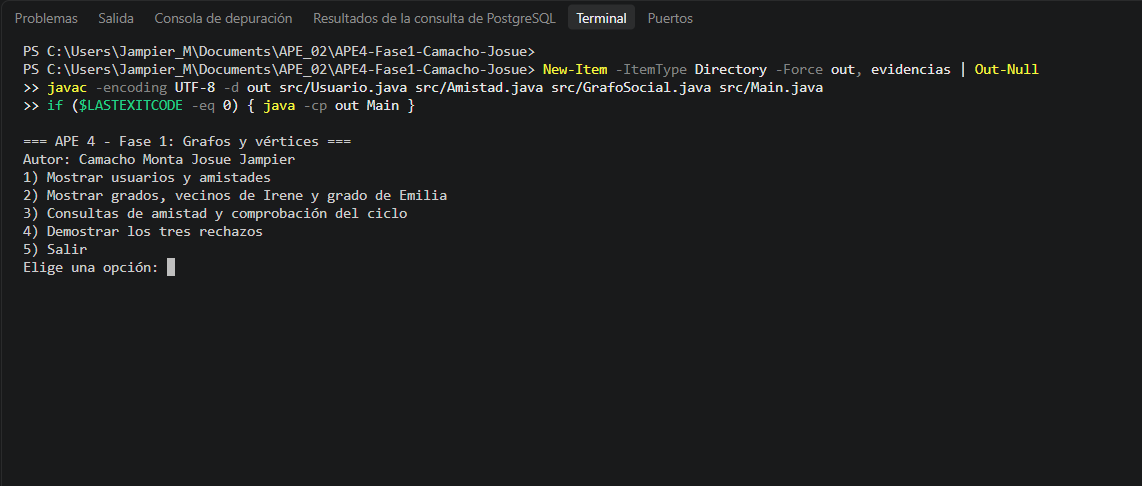 Problemas Salida Consola de depuración Resultados de la consulta de PostgreSQL Terminal Puertos
PS C:\Users\Jampier_M\Documents\APE_02\APE4-Fase1-Camacho-Josue>
PS C:\Users\Jampier_M\Documents\APE_02\APE4-Fase1-Camacho-Josue> New-Item -ItemType Directory -Force out, evidencias | Out-Null
>> javac -encoding UTF-8 -d out src/Usuario.java src/Amistad.java src/GrafoSocial.java src/Main.java
>> if ($LASTEXITCODE -eq 0) { java -cp out Main }
=== APE 4 - Fase 1: Grafos y vértices ===
Autor: Camacho Monta Josue Jampier
1) Mostrar usuarios y amistades
2) Mostrar grados, vecinos de Irene y grado de Emilia
3) Consultas de amistad y comprobación del ciclo
4) Demostrar los tres rechazos
5) Salir
Elige una opción: